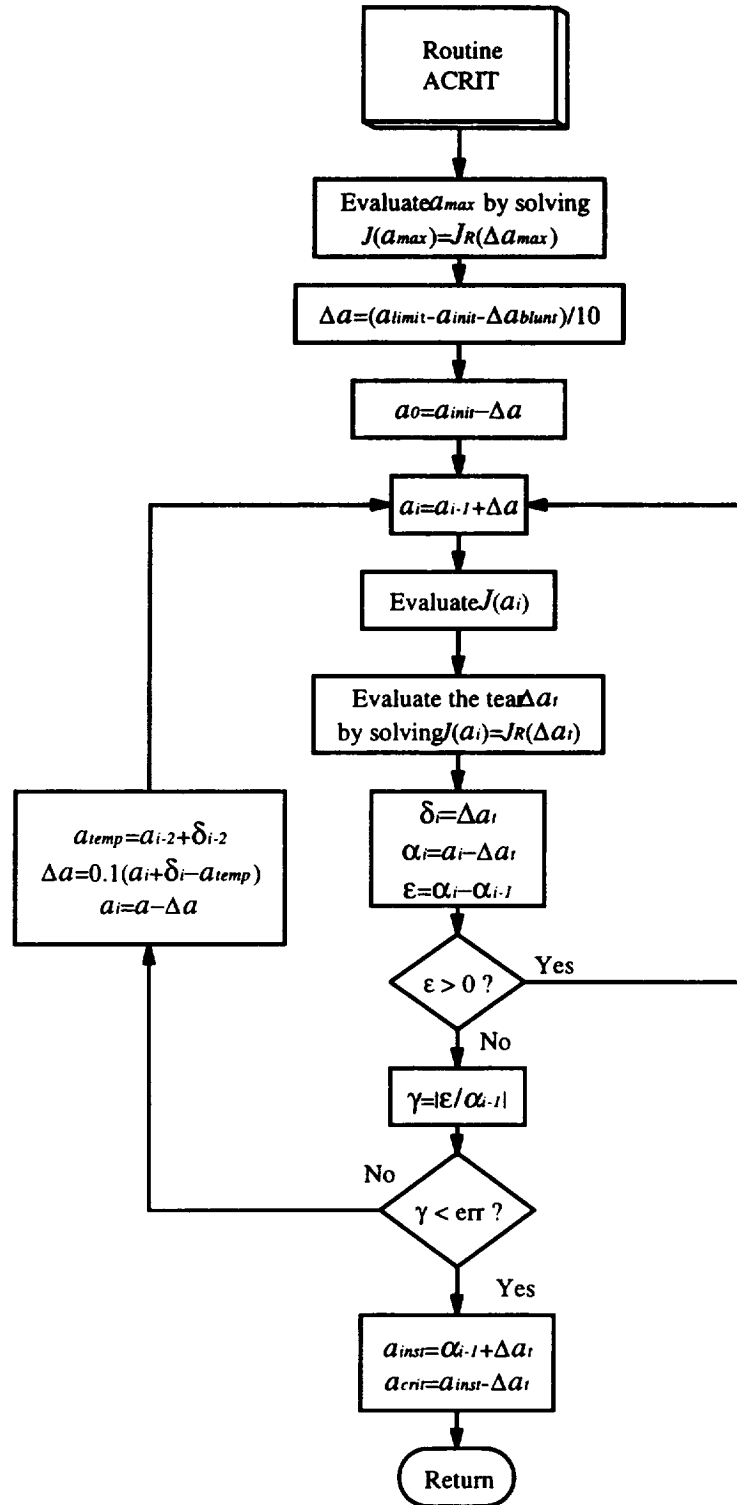 Routine
ACRIT
Evaluate amax by solving
J(amax)=JR(Δamax)
Δa=(alimit-ainit-Δablunt)/10
a0=ainit-Δa
ai=ai-1+Δa
Evaluate J(ai)
Evaluate the tear Δat
by solving J(ai)=JR(Δat)
δi=Δat
αi=ai-Δat
ε=αi-αi-1
atemp=ai-2+δi-2
Δa=0.1(ai+δi-atemp)
ai=a-Δa
ε > 0 ?
Yes
No
γ=|ε/αi-1|
No
γ < err ?
Yes
ainst=αi-1+Δat
acrit=ainst-Δat
Return